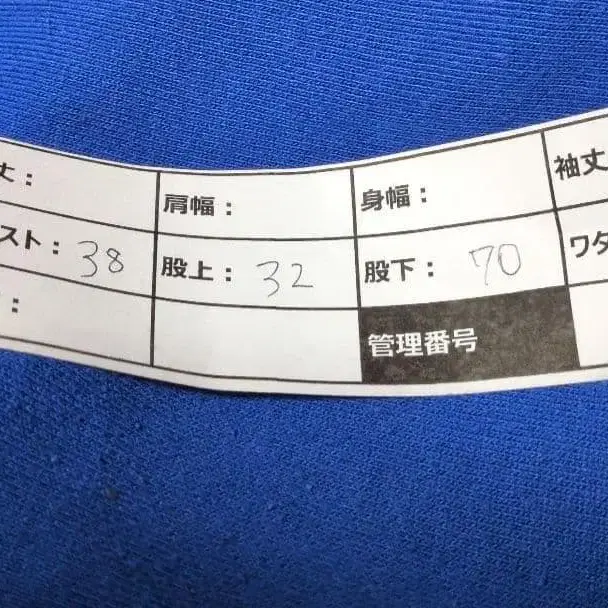 丈： 肩幅： 身幅： 袖丈
スト： 38 股上： 32 股下： 70 ワタ
：
管理番号